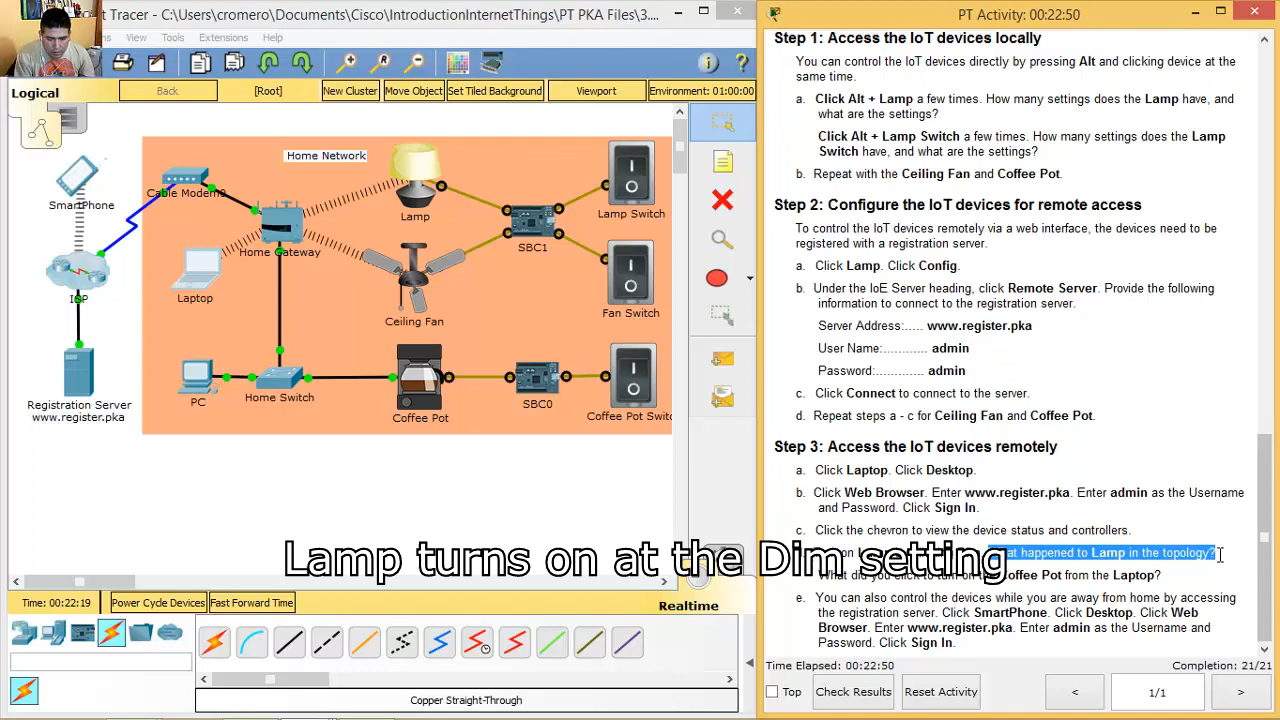 t Tracer - C:\Users\cromero\Documents\Cisco\IntroductionInternetThings\PT PKA Files\3....
View Tools Extensions Help
Logical Back [Root] New Cluster Move Object Set Tiled Background Viewport Environment: 01:00:00
Home Network
Cable Modem0
SmartPhone
Lamp
Lamp Switch
SBC1
Home Gateway
Laptop
ISP
Ceiling Fan
Fan Switch
PC
Home Switch
Coffee Pot
SBC0
Coffee Pot Switc
Registration Server
www.register.pka
Time: 00:22:19 Power Cycle Devices Fast Forward Time Realtime
Copper Straight-Through
PT Activity: 00:22:50
Step 1: Access the IoT devices locally
You can control the IoT devices directly by pressing Alt and clicking device at the
same time.
a. Click Alt + Lamp a few times. How many settings does the Lamp have, and
what are the settings?
Click Alt + Lamp Switch a few times. How many settings does the Lamp
Switch have, and what are the settings?
b. Repeat with the Ceiling Fan and Coffee Pot.
Step 2: Configure the IoT devices for remote access
To control the IoT devices remotely via a web interface, the devices need to be
registered with a registration server.
a. Click Lamp. Click Config.
b. Under the IoE Server heading, click Remote Server. Provide the following
information to connect to the registration server.
Server Address:..... www.register.pka
User Name:............ admin
Password:.............. admin
c. Click Connect to connect to the server.
d. Repeat steps a - c for Ceiling Fan and Coffee Pot.
Step 3: Access the IoT devices remotely
a. Click Laptop. Click Desktop.
b. Click Web Browser. Enter www.register.pka. Enter admin as the Username
and Password. Click Sign In.
c. Click the chevron to view the device status and controllers.
at happened to Lamp in the topology?
What did you click to turn on the Coffee Pot from the Laptop?
e. You can also control the devices while you are away from home by accessing
the registration server. Click SmartPhone. Click Desktop. Click Web
Browser. Enter www.register.pka. Enter admin as the Username and
Password. Click Sign In.
Time Elapsed: 00:22:50 Completion: 21/21
Top Check Results Reset Activity < 1/1 >
Lamp turns on at the Dim setting